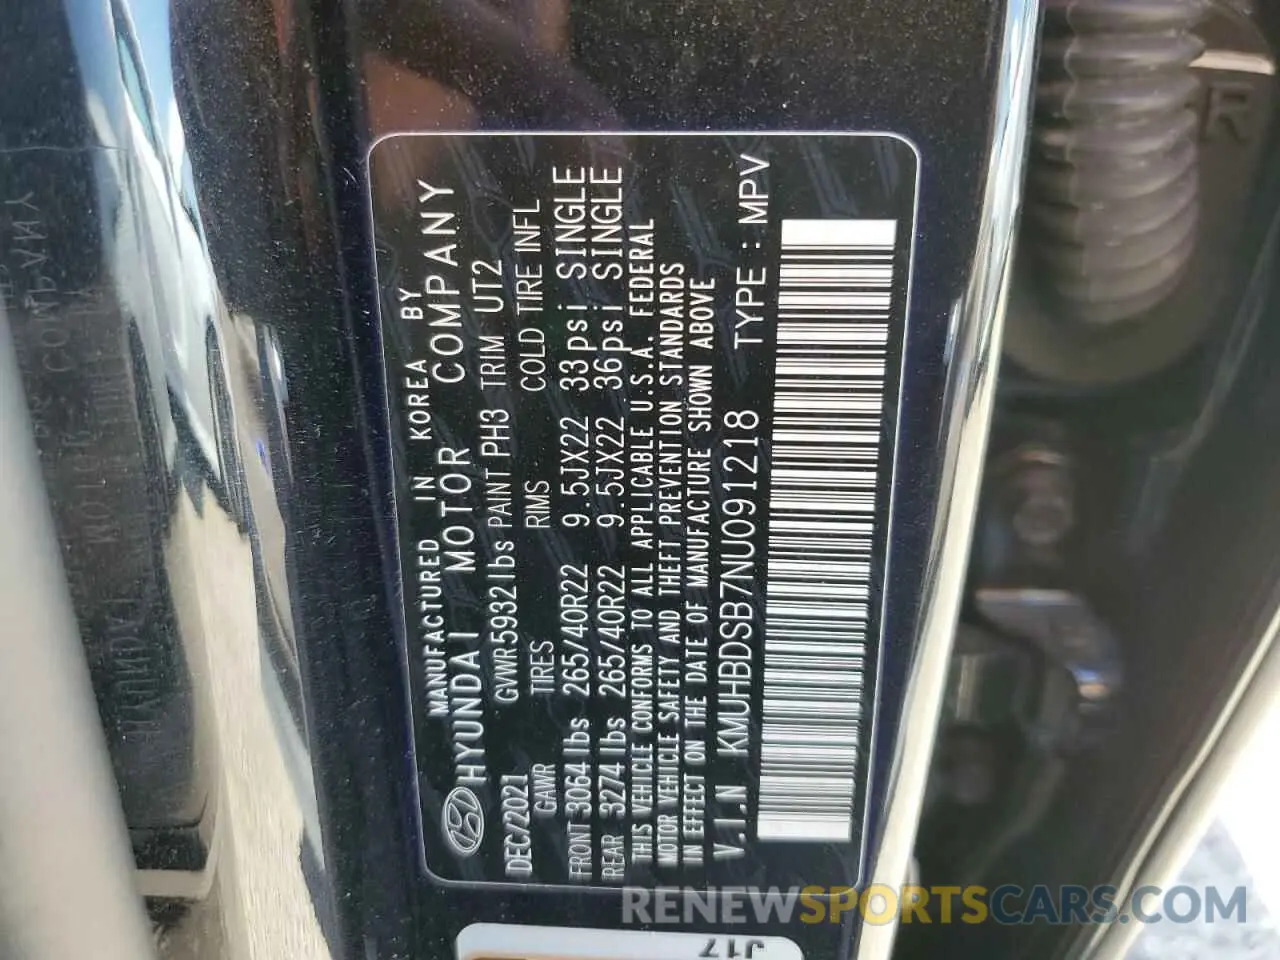 MANUFACTURED IN KOREA BY
HYUNDAI MOTOR COMPANY
DEC/2021 GVWR 5932lbs PAINT PH3 TRIM UT2
GAWR TIRES RIMS COLD TIRE INFL
FRONT 3064lbs 265/40R22 9.5JX22 33psi SINGLE
REAR 3274lbs 265/40R22 9.5JX22 36psi SINGLE
THIS VEHICLE CONFORMS TO ALL APPLICABLE U.S.A. FEDERAL
MOTOR VEHICLE SAFETY AND THEFT PREVENTION STANDARDS
IN EFFECT ON THE DATE OF MANUFACTURE SHOWN ABOVE
V.I.N KMUHBDSB7NU091218 TYPE : MPV
J17
R
RENEWSPORTSCARS.COM